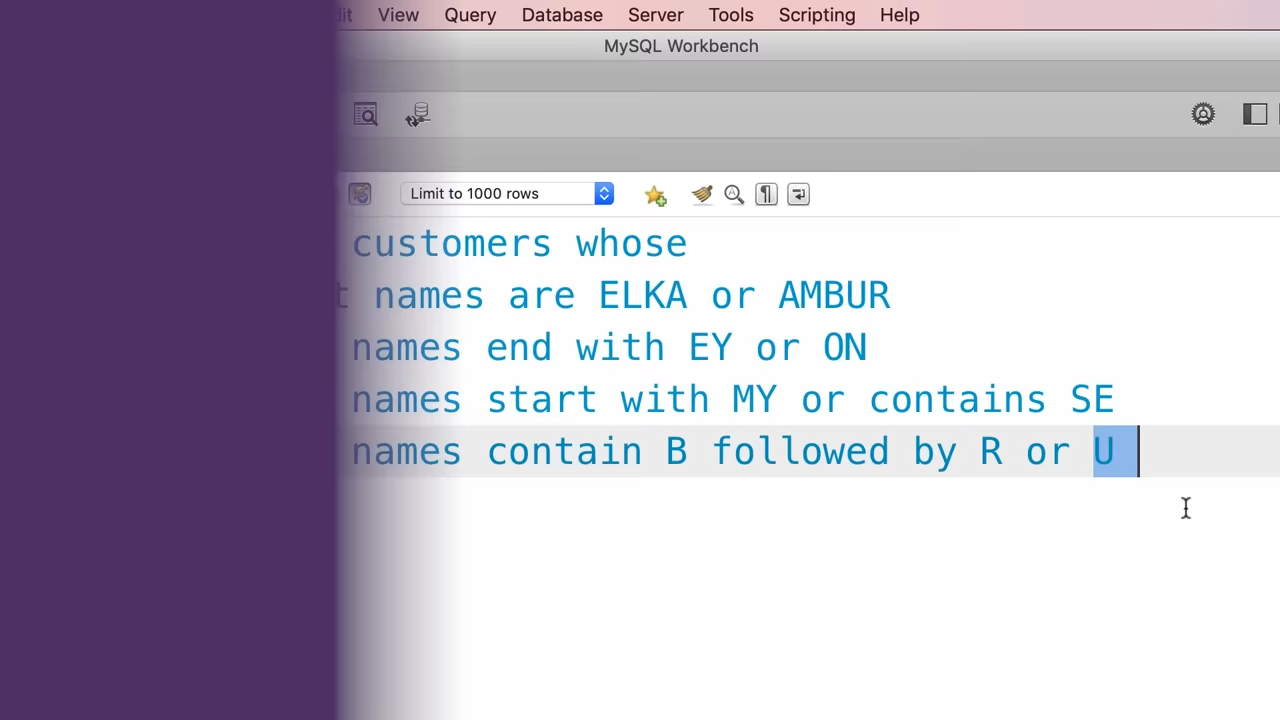 View Query Database Server Tools Scripting Help
MySQL Workbench
Limit to 1000 rows
customers whose
names are ELKA or AMBUR
names end with EY or ON
names start with MY or contains SE
names contain B followed by R or U